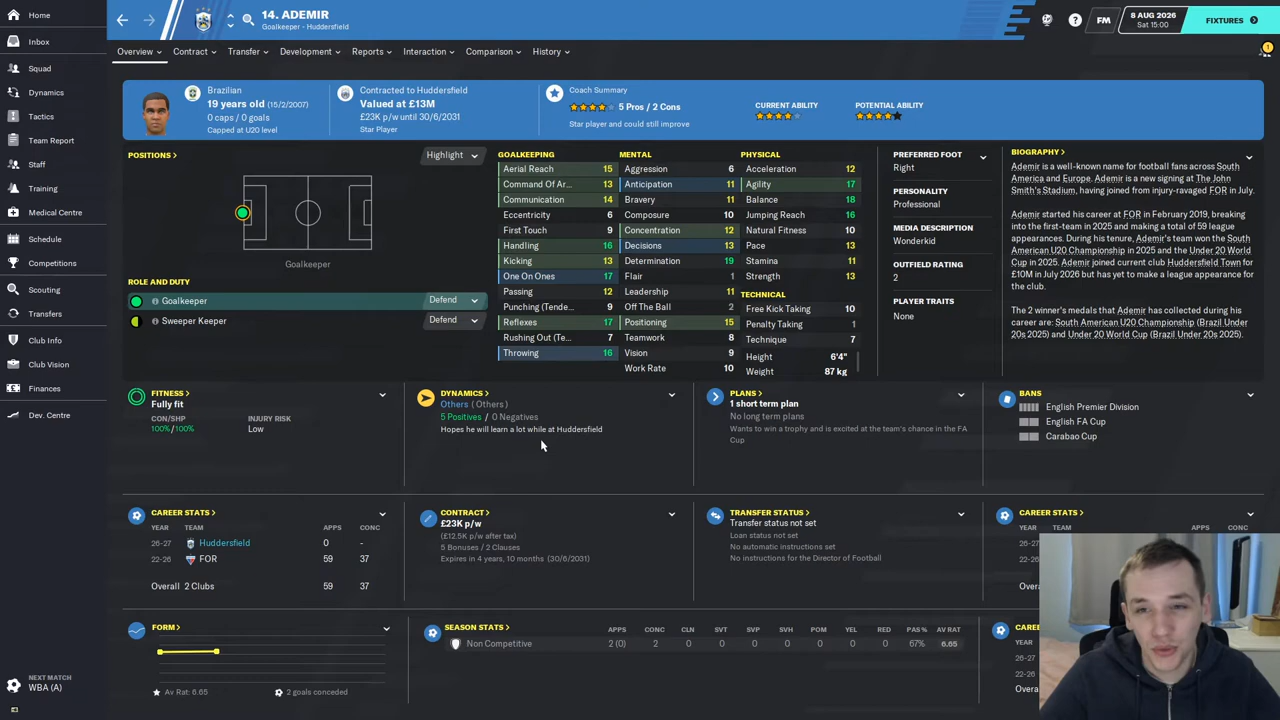 Home
Inbox
Squad
Dynamics
Tactics
Team Report
Staff
Training
Medical Centre
Schedule
Competitions
Scouting
Transfers
Club Info
Club Vision
Finances
Dev. Centre
NEXT MATCH
WBA (A)
14. ADEMIR
Goalkeeper - Huddersfield
FM
8 AUG 2026
Sat 15:00
FIXTURES
Overview Contract Transfer Development Reports Interaction Comparison History
Brazilian
19 years old (15/2/2007)
0 caps / 0 goals
Capped at U20 level
Contracted to Huddersfield
Valued at £13M
£23K p/w until 30/6/2031
Star Player
Coach Summary
5 Pros / 2 Cons
Star player and could still improve
CURRENT ABILITY
POTENTIAL ABILITY
POSITIONS
Highlight
Goalkeeper
ROLE AND DUTY
Goalkeeper Defend
Sweeper Keeper Defend
GOALKEEPING
Aerial Reach 15
Command Of Ar... 13
Communication 14
Eccentricity 6
First Touch 9
Handling 16
Kicking 13
One On Ones 17
Passing 12
Punching (Tende... 9
Reflexes 17
Rushing Out (Te... 7
Throwing 16
MENTAL
Aggression 6
Anticipation 11
Bravery 11
Composure 10
Concentration 12
Decisions 13
Determination 19
Flair 1
Leadership 11
Off The Ball 2
Positioning 15
Teamwork 8
Vision 9
Work Rate 10
PHYSICAL
Acceleration 12
Agility 17
Balance 18
Jumping Reach 16
Natural Fitness 10
Pace 13
Stamina 11
Strength 13
TECHNICAL
Free Kick Taking 10
Penalty Taking 1
Technique 7
Height 6'4"
Weight 87 kg
PREFERRED FOOT
Right
PERSONALITY
Professional
MEDIA DESCRIPTION
Wonderkid
OUTFIELD RATING
2
PLAYER TRAITS
None
BIOGRAPHY
Ademir is a well-known name for football fans across South
America and Europe. Ademir is a new signing at The John
Smith's Stadium, having joined from injury-ravaged FOR in July.
Ademir started his career at FOR in February 2019, breaking
into the first-team in 2025 and making a total of 59 league
appearances. During his tenure, Ademir's team won the South
American U20 Championship in 2025 and the Under 20 World
Cup in 2025. Ademir joined current club Huddersfield Town for
£10M in July 2026 but has yet to make a league appearance for
the club.
The 2 winner's medals that Ademir has collected during his
career are: South American U20 Championship (Brazil Under
20s 2025) and Under 20 World Cup (Brazil Under 20s 2025).
FITNESS
Fully fit
CON/SHP
100%/100%
INJURY RISK
Low
DYNAMICS
Others (Others)
5 Positives / 0 Negatives
Hopes he will learn a lot while at Huddersfield
PLANS
1 short term plan
No long term plans
Wants to win a trophy and is excited at the team's chance in the FA
Cup
BANS
English Premier Division
English FA Cup
Carabao Cup
CAREER STATS
YEAR TEAM APPS CONC
26-27 Huddersfield 0 -
22-26 FOR 59 37
Overall 2 Clubs 59 37
CONTRACT
£23K p/w
(£12.5K p/w after tax)
5 Bonuses / 2 Clauses
Expires in 4 years, 10 months (30/6/2031)
TRANSFER STATUS
Transfer status not set
Loan status not set
No automatic instructions set
No instructions for the Director of Football
CAREER STATS
YEAR TEAM APPS CONC
26-27
22-26
FORM
Av Rat: 6.65
2 goals conceded
SEASON STATS
APPS CONC CLN SVT SVP SVH POM YEL RED PAS% AV RAT
Non Competitive 2 (0) 2 0 0 0 0 0 0 0 67% 6.65
YEAR
26-27
22-26